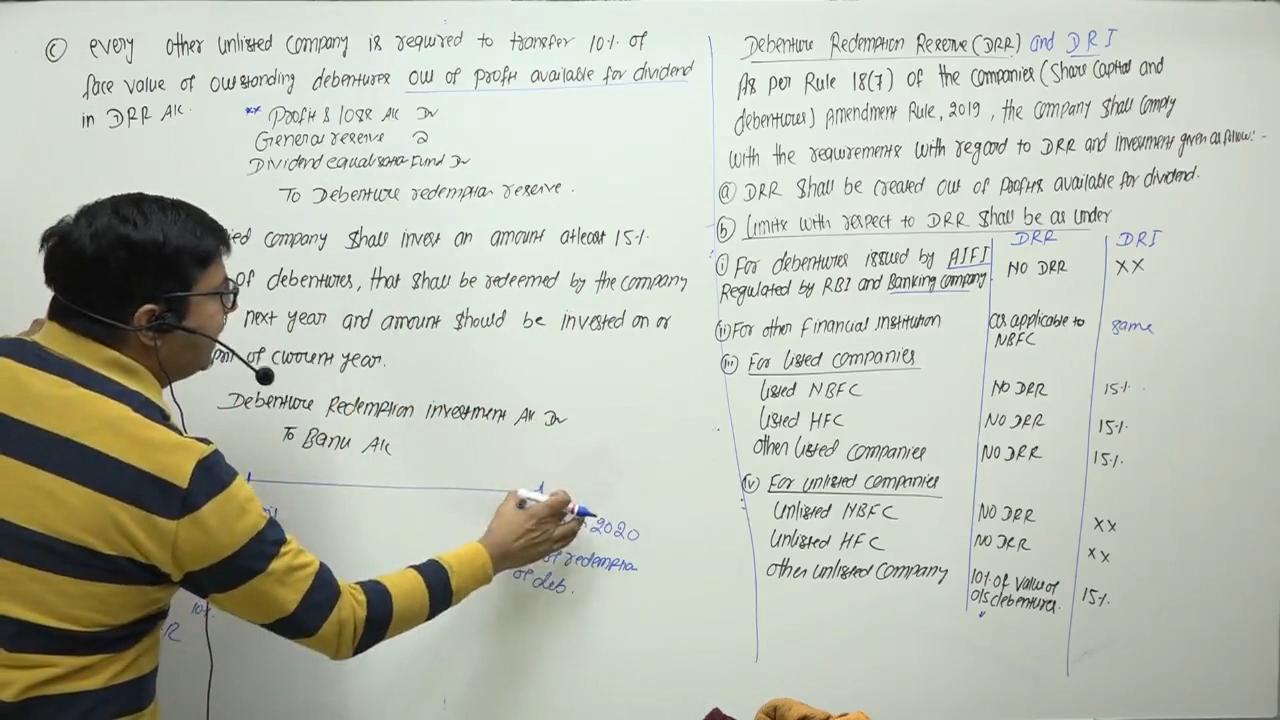 © every other unlisted company is required to transfer 10% of
face value of outstanding debentures out of profit available for dividend
in DRR A/c.
** Profit & loss A/c Dr
General reserve Dr
Dividend equalisation Fund Dr
To Debenture redemption reserve.
company shall invest an amount atleast 15%
of debentures, that shall be redeemed by the company
next year and amount should be invested on or
of current year.
Debenture Redemption investment A/c Dr
To Bank A/c
2020
of redemption
of deb.
10%
Debenture Redemption Reserve (DRR) and DRI
As per Rule 18(7) of the companies (Share Capital and
debentures) Amendment Rule, 2019, the company shall comply
with the requirements with regard to DRR and investment given as follow:-
ⓐ DRR shall be created out of profits available for dividend.
ⓑ Limits with respect to DRR shall be as under
DRR DRI
(i) For debentures issued by AIFI NO DRR XX
Regulated by RBI and Banking company.
(ii) For other Financial Institution as applicable to NBFC same
(iii) For listed companies
listed NBFC NO DRR 15%.
listed HFC NO DRR 15%.
other listed companies NO DRR 15%.
(iv) For unlisted companies
Unlisted NBFC NO DRR XX
Unlisted HFC NO DRR XX
other unlisted company 10% of value of o/s debentures. 15%.